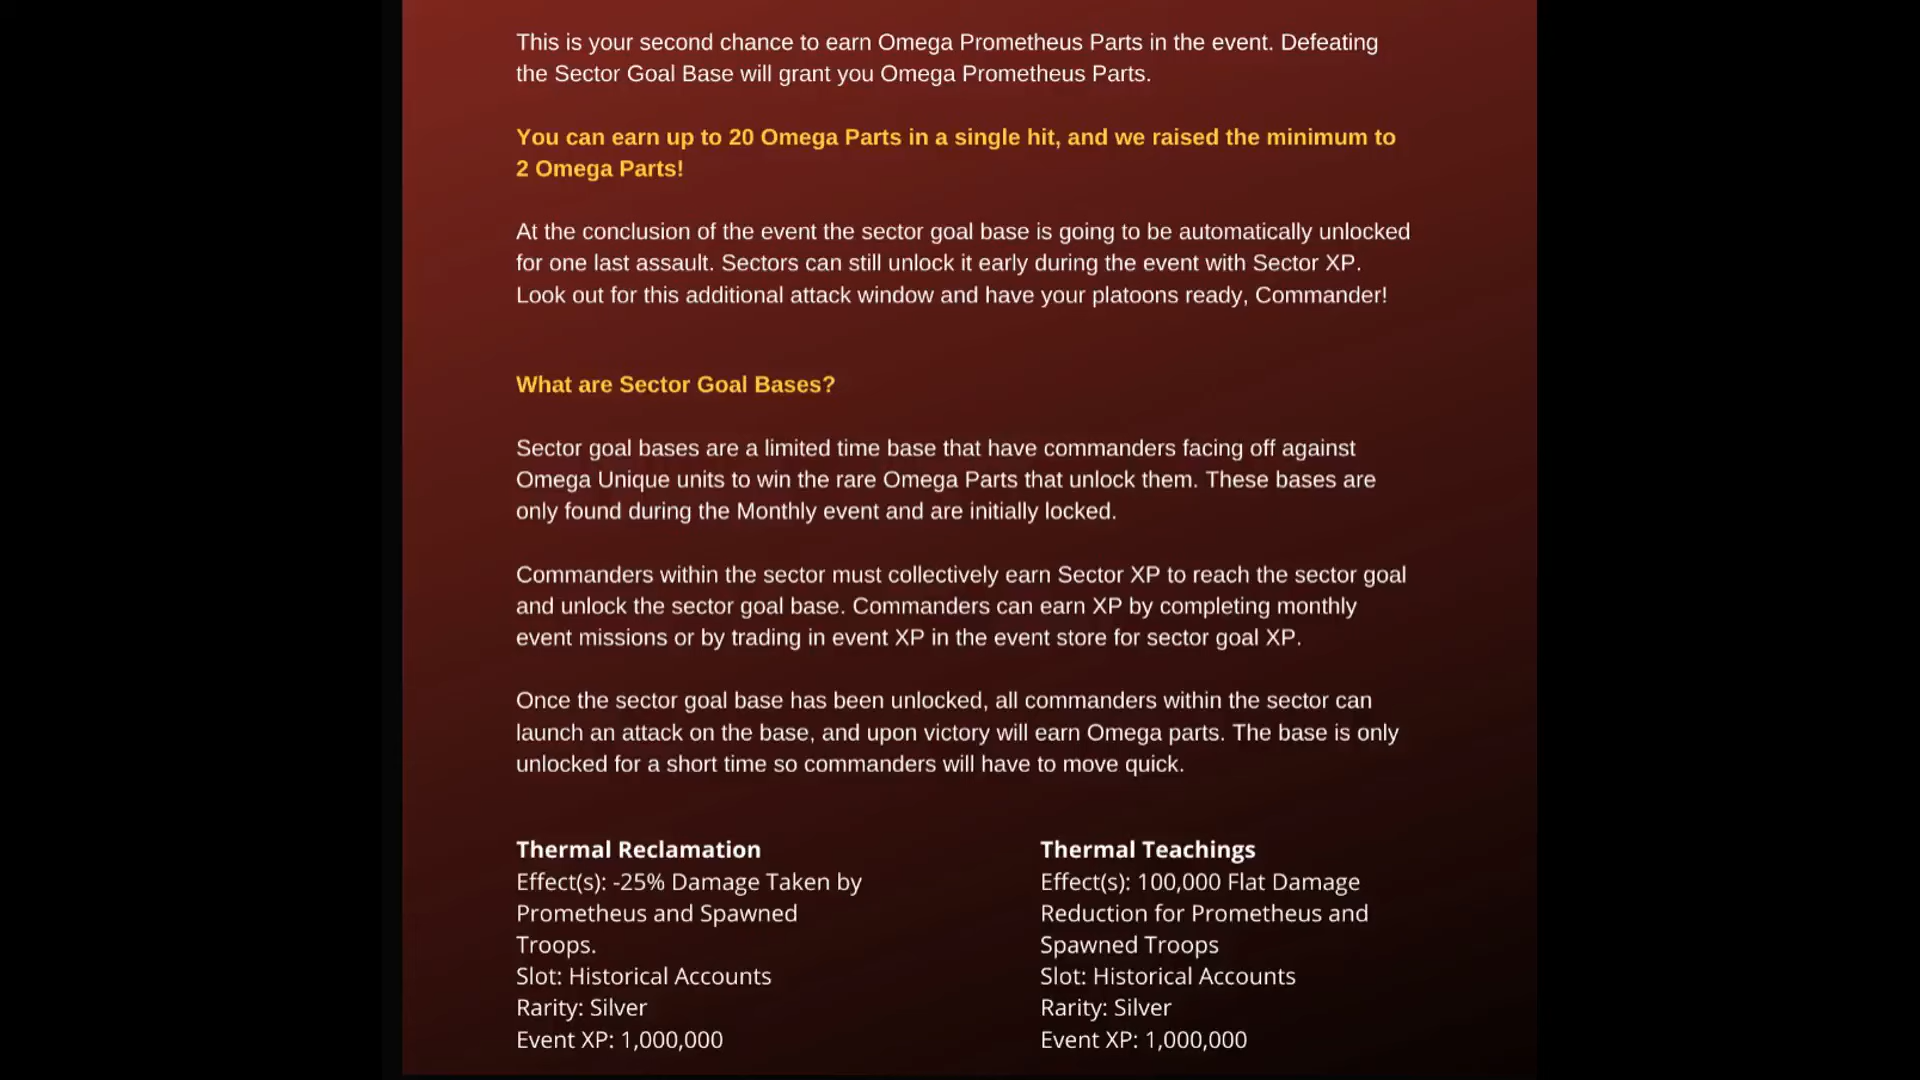 This is your second chance to earn Omega Prometheus Parts in the event. Defeating
the Sector Goal Base will grant you Omega Prometheus Parts.
You can earn up to 20 Omega Parts in a single hit, and we raised the minimum to
2 Omega Parts!
At the conclusion of the event the sector goal base is going to be automatically unlocked
for one last assault. Sectors can still unlock it early during the event with Sector XP.
Look out for this additional attack window and have your platoons ready, Commander!
What are Sector Goal Bases?
Sector goal bases are a limited time base that have commanders facing off against
Omega Unique units to win the rare Omega Parts that unlock them. These bases are
only found during the Monthly event and are initially locked.
Commanders within the sector must collectively earn Sector XP to reach the sector goal
and unlock the sector goal base. Commanders can earn XP by completing monthly
event missions or by trading in event XP in the event store for sector goal XP.
Once the sector goal base has been unlocked, all commanders within the sector can
launch an attack on the base, and upon victory will earn Omega parts. The base is only
unlocked for a short time so commanders will have to move quick.
Thermal Reclamation
Effect(s): -25% Damage Taken by
Prometheus and Spawned
Troops.
Slot: Historical Accounts
Rarity: Silver
Event XP: 1,000,000
Thermal Teachings
Effect(s): 100,000 Flat Damage
Reduction for Prometheus and
Spawned Troops
Slot: Historical Accounts
Rarity: Silver
Event XP: 1,000,000